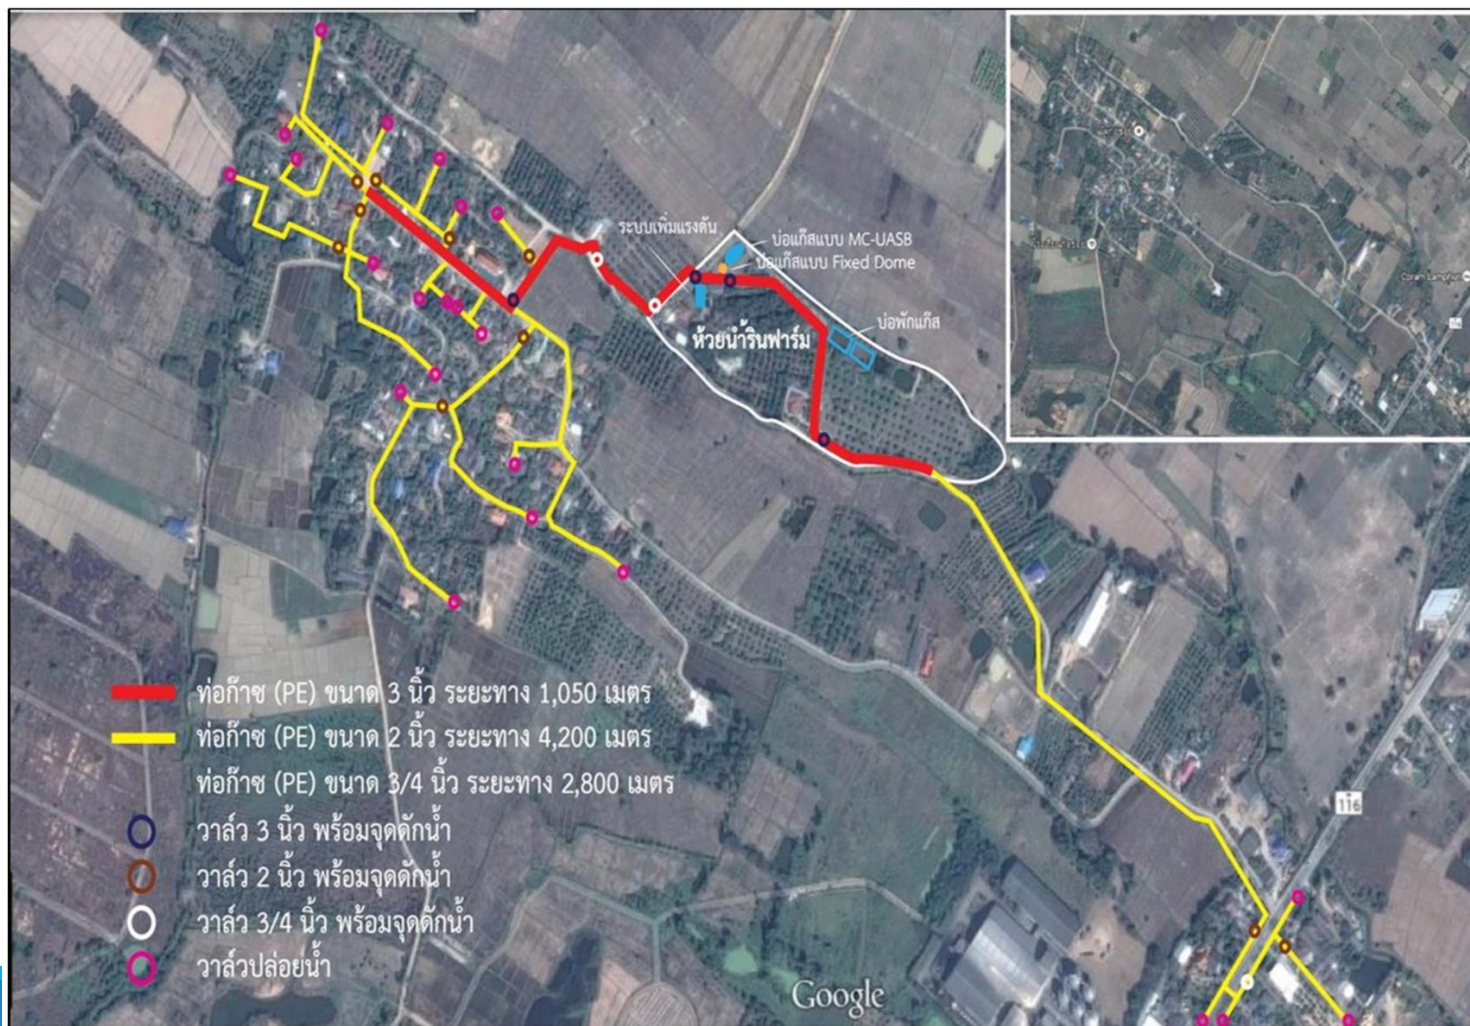 ระบบเพิ่มแรงดัน
บ่อแก๊สแบบ MC-UASB
บ่อแก๊สแบบ Fixed Dome
บ่อพักแก๊ส
ห้วยน้ำรินฟาร์ม
ท่อก๊าซ (PE) ขนาด 3 นิ้ว ระยะทาง 1,050 เมตร
ท่อก๊าซ (PE) ขนาด 2 นิ้ว ระยะทาง 4,200 เมตร
ท่อก๊าซ (PE) ขนาด 3/4 นิ้ว ระยะทาง 2,800 เมตร
วาล์ว 3 นิ้ว พร้อมจุดดักน้ำ
วาล์ว 2 นิ้ว พร้อมจุดดักน้ำ
วาล์ว 3/4 นิ้ว พร้อมจุดดักน้ำ
วาล์วปล่อยน้ำ
116
Google